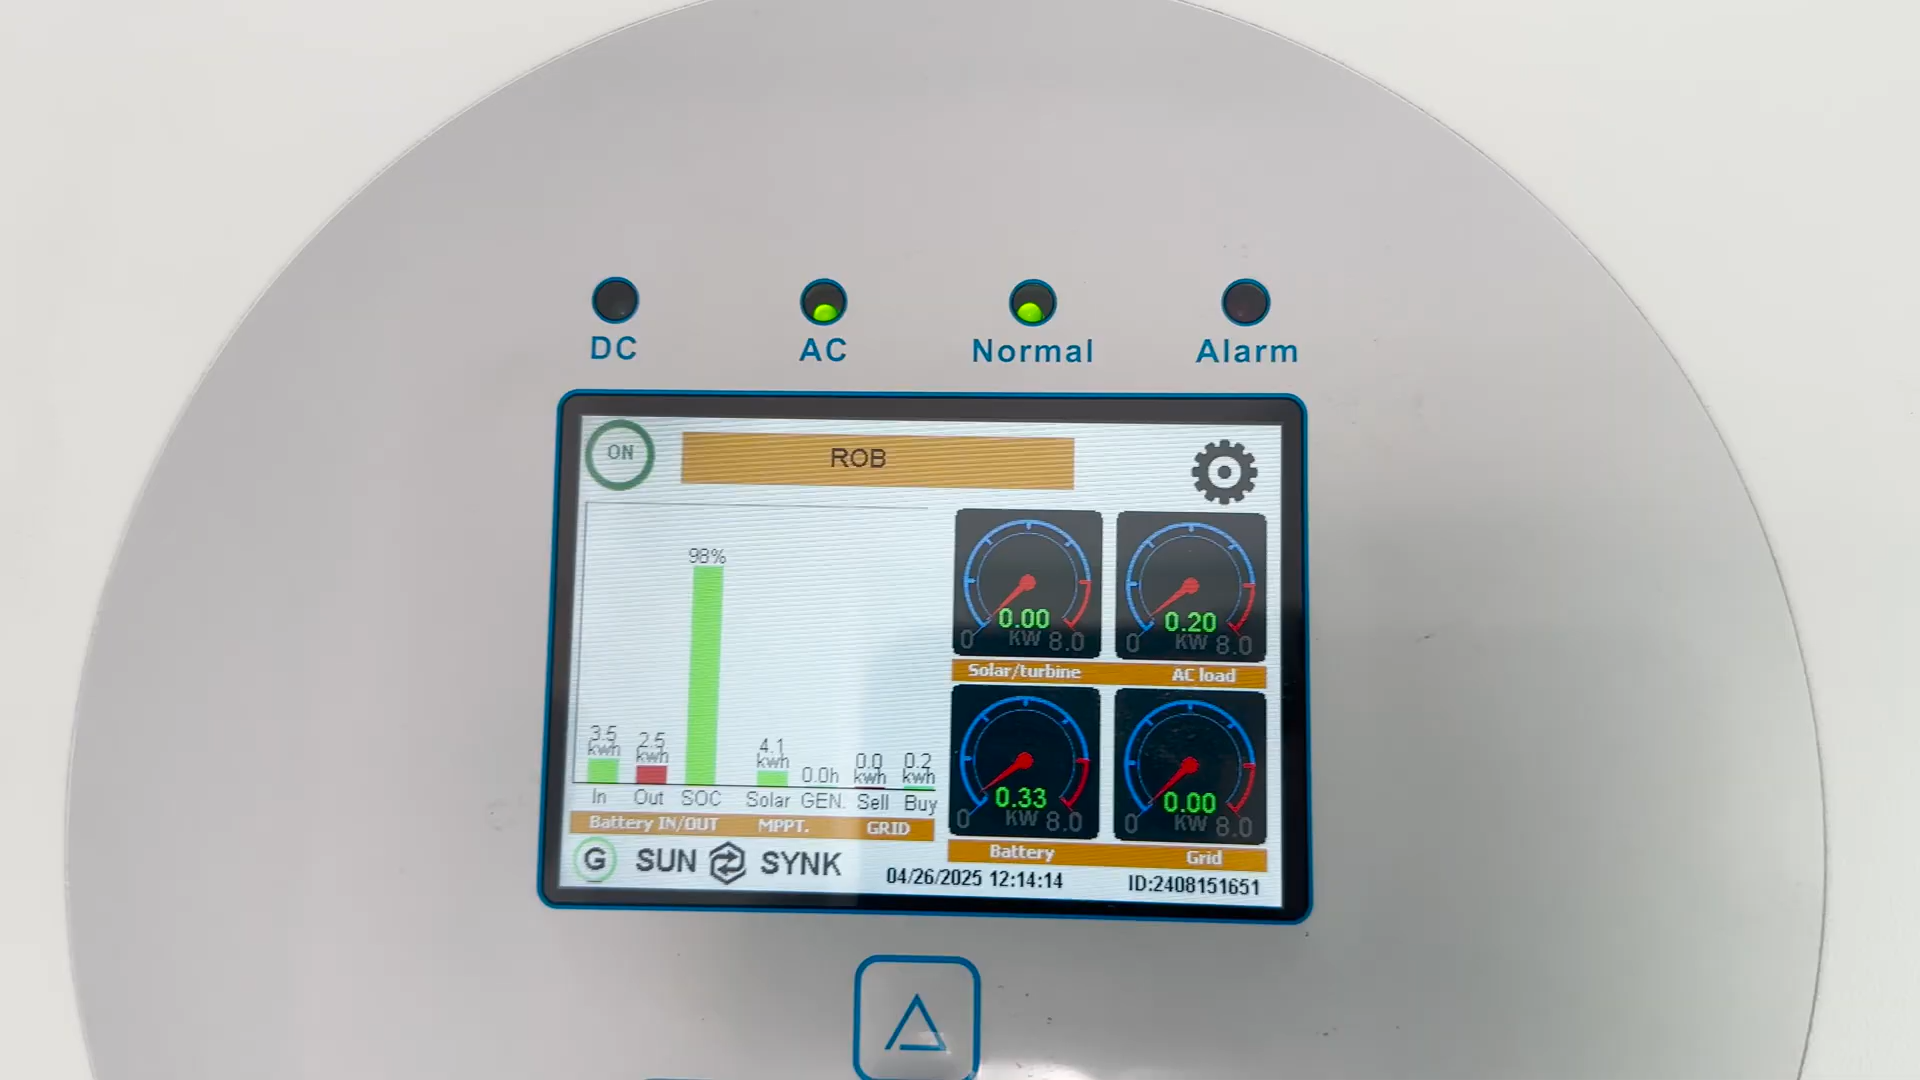 DC AC Normal Alarm
ON
ROB
98%
3.5 kwh
2.5 kwh
4.1 kwh
0.0h
0.0 kwh
0.2 kwh
In Out SOC Solar GEN. Sell Buy
Battery IN/OUT MPPT. GRID
0.00
0 KW 8.0
Solar/turbine
0.20
0 KW 8.0
AC load
0.33
0 KW 8.0
Battery
0.00
0 KW 8.0
Grid
G SUN SYNK
04/26/2025 12:14:14
ID:2408151651